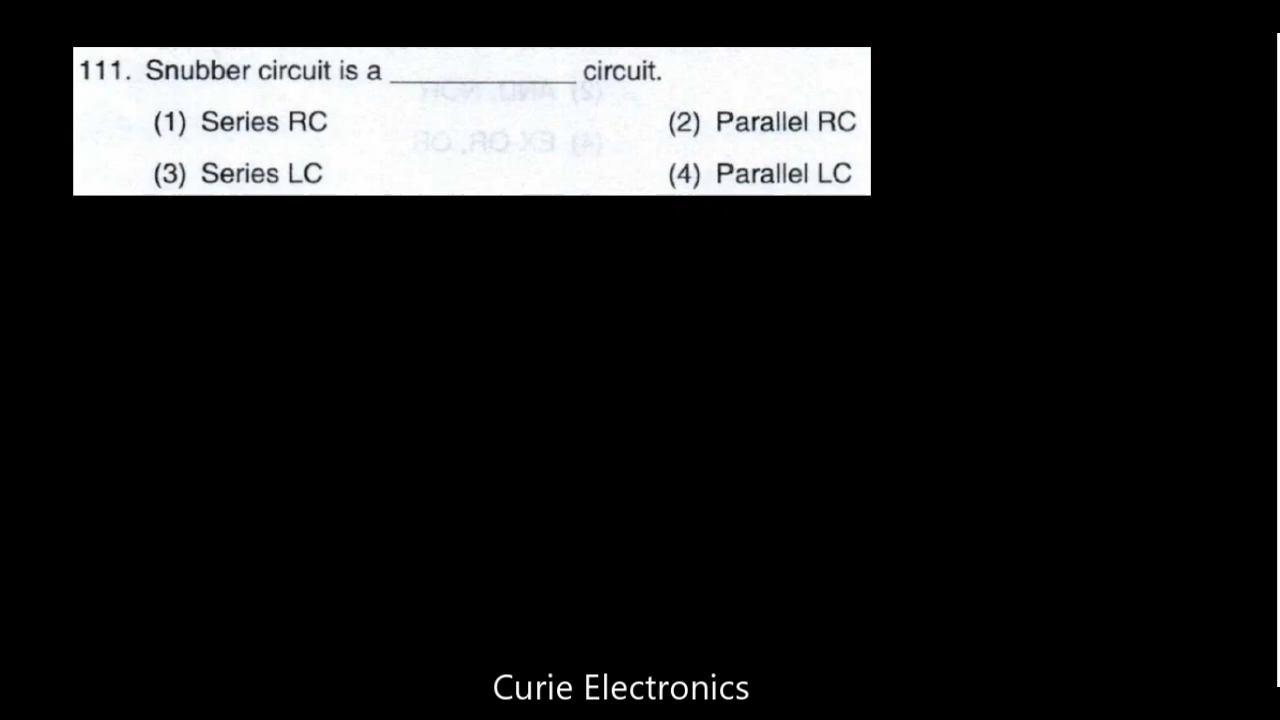 111. Snubber circuit is a ____________ circuit.
(1) Series RC (2) Parallel RC
(3) Series LC (4) Parallel LC
Curie Electronics